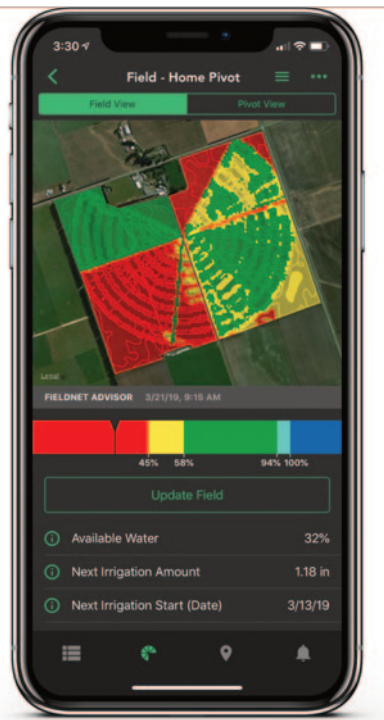 3:30
Field - Home Pivot
Field View
Pivot View
Legal
FIELDNET ADVISOR 3/21/19, 9:15 AM
45% 58% 94% 100%
Update Field
Available Water 32%
Next Irrigation Amount 1.18 in
Next Irrigation Start (Date) 3/13/19